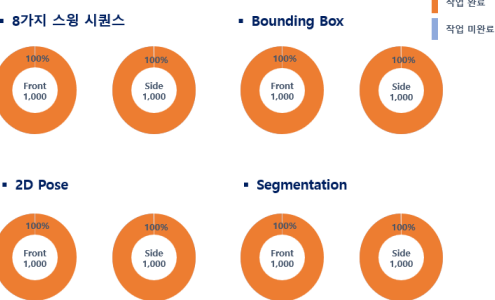 작업 완료
작업 미완료
▪ 8가지 스윙 시퀀스
▪ Bounding Box
100%
Front
1,000
100%
Side
1,000
100%
Front
1,000
100%
Side
1,000
▪ 2D Pose
▪ Segmentation
100%
Front
1,000
100%
Side
1,000
100%
Front
1,000
100%
Side
1,000